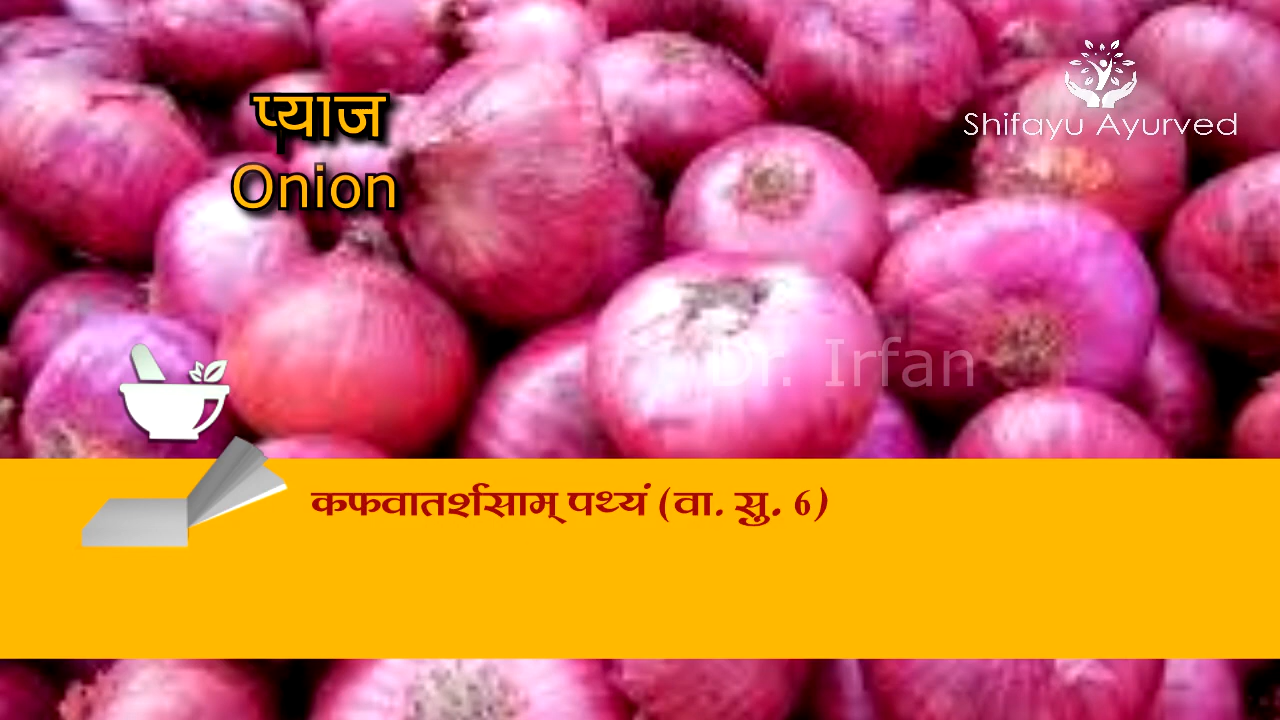 प्याज
Onion
Shifayu Ayurved
Dr. Irfan
कफवातर्शसाम् पथ्यं (वा. सु. 6)